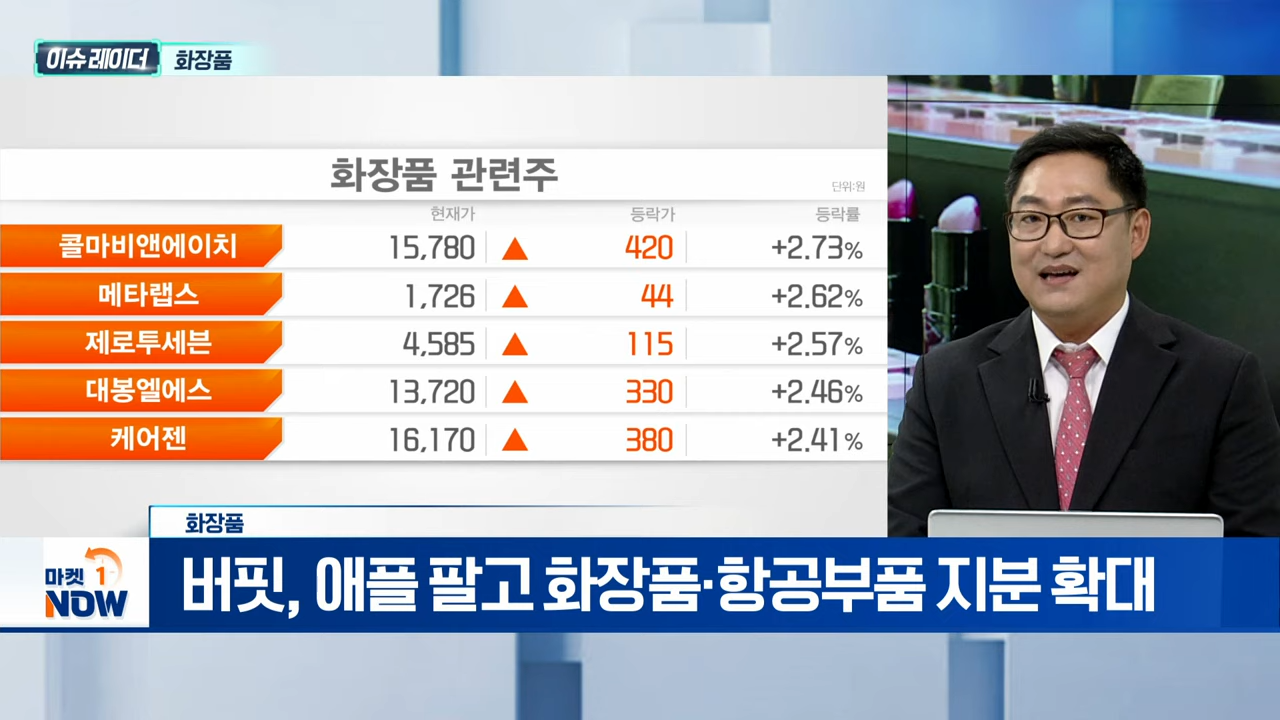 이슈 레이더 화장품
화장품 관련주
단위:원
현재가 등락가 등락률
콜마비앤에이치 15,780 ▲ 420 +2.73%
메타랩스 1,726 ▲ 44 +2.62%
제로투세븐 4,585 ▲ 115 +2.57%
대봉엘에스 13,720 ▲ 330 +2.46%
케어젠 16,170 ▲ 380 +2.41%
화장품
마켓 1
NOW
버핏, 애플 팔고 화장품·항공부품 지분 확대